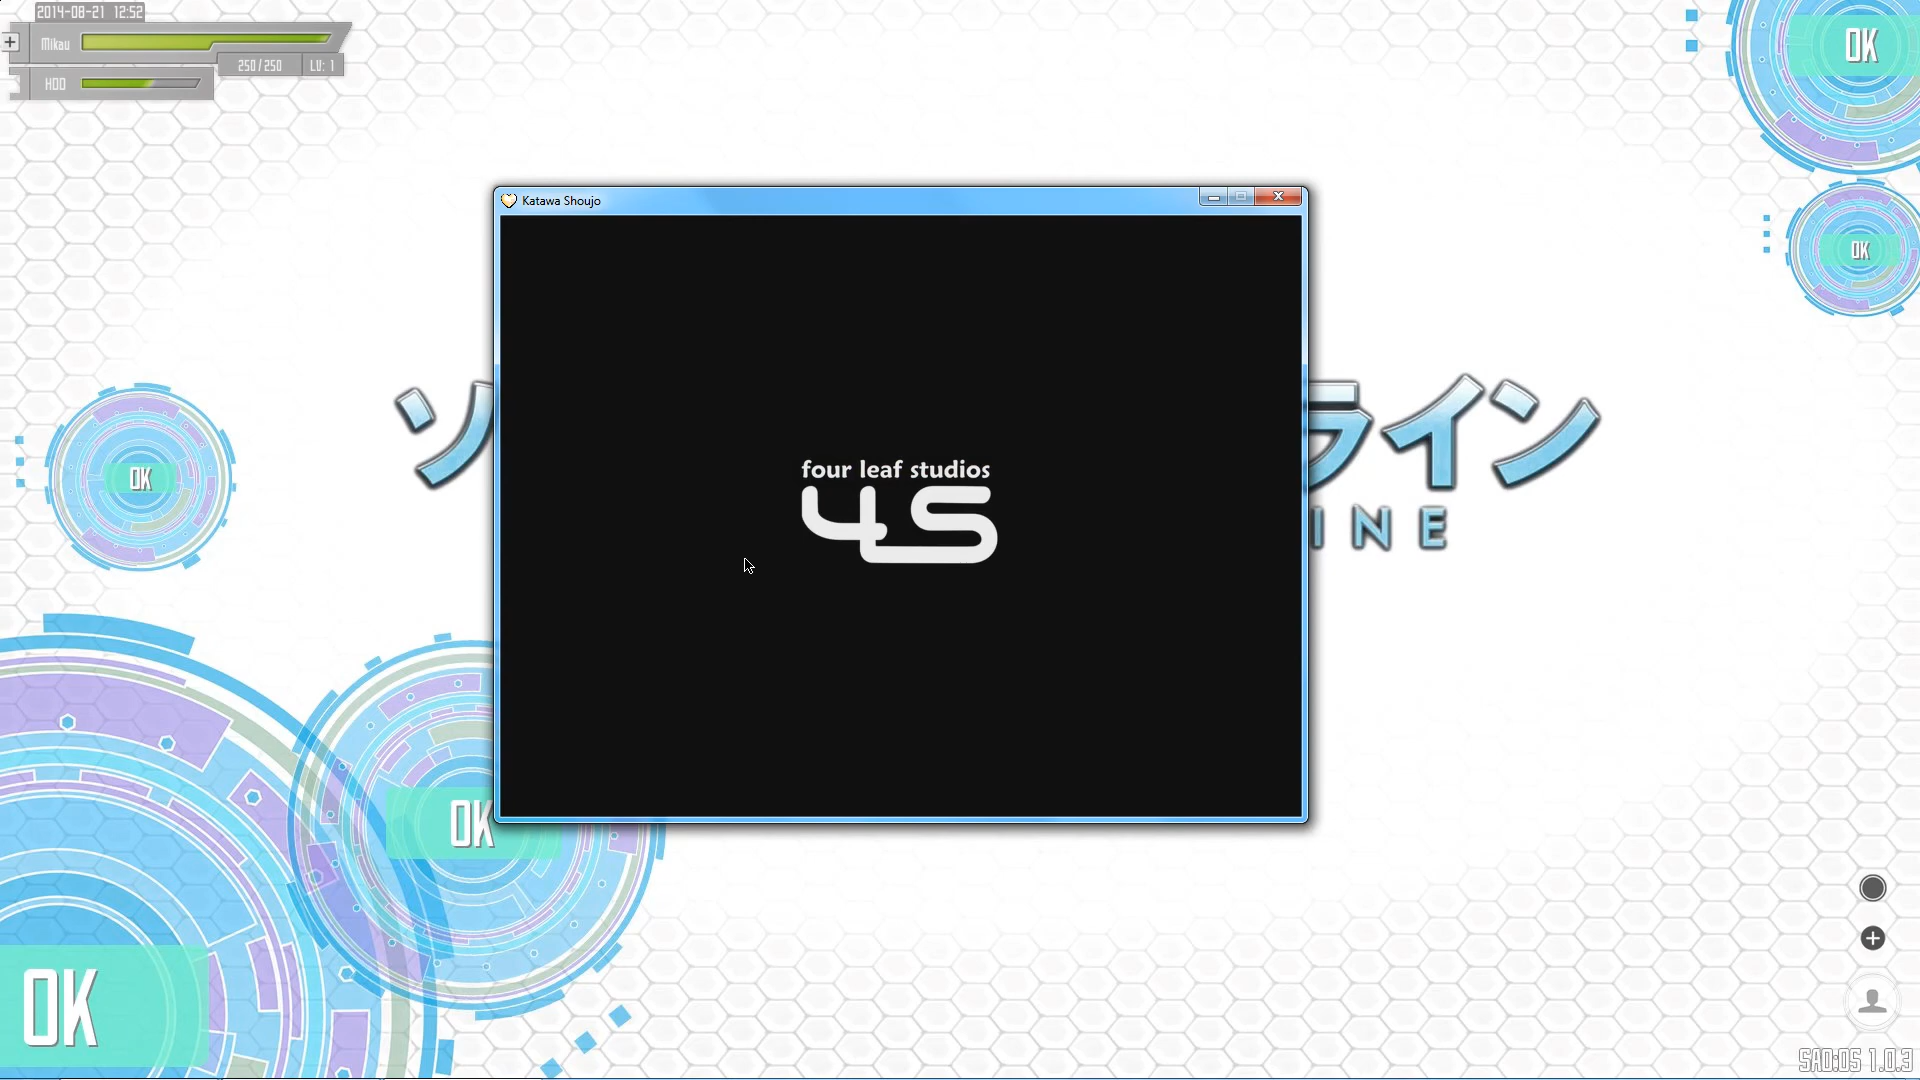 2014-08-21 12:52
Mikau
250/250
LV: 1
HDD
OK
OK
Katawa Shoujo
ソ
ライン
INE
four leaf studios
4S
OK
OK
OK
SAO:OS 1.0.3